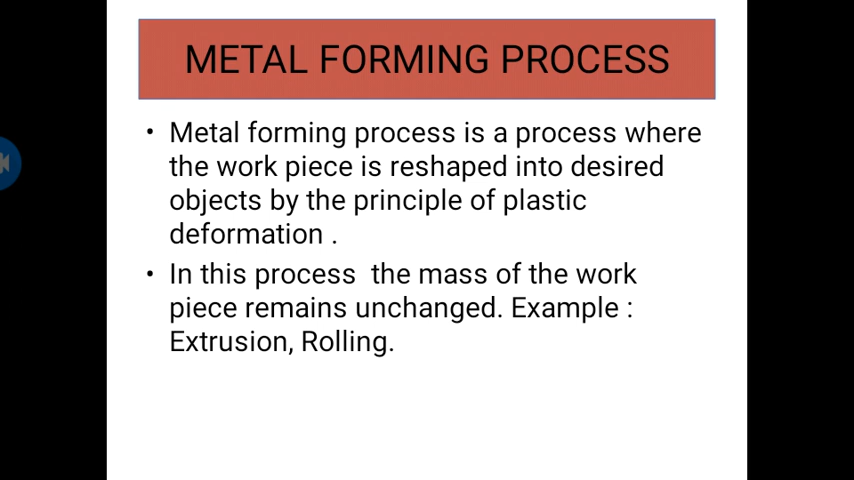 METAL FORMING PROCESS
• Metal forming process is a process where
the work piece is reshaped into desired
objects by the principle of plastic
deformation .
• In this process  the mass of the work
piece remains unchanged. Example :
Extrusion, Rolling.